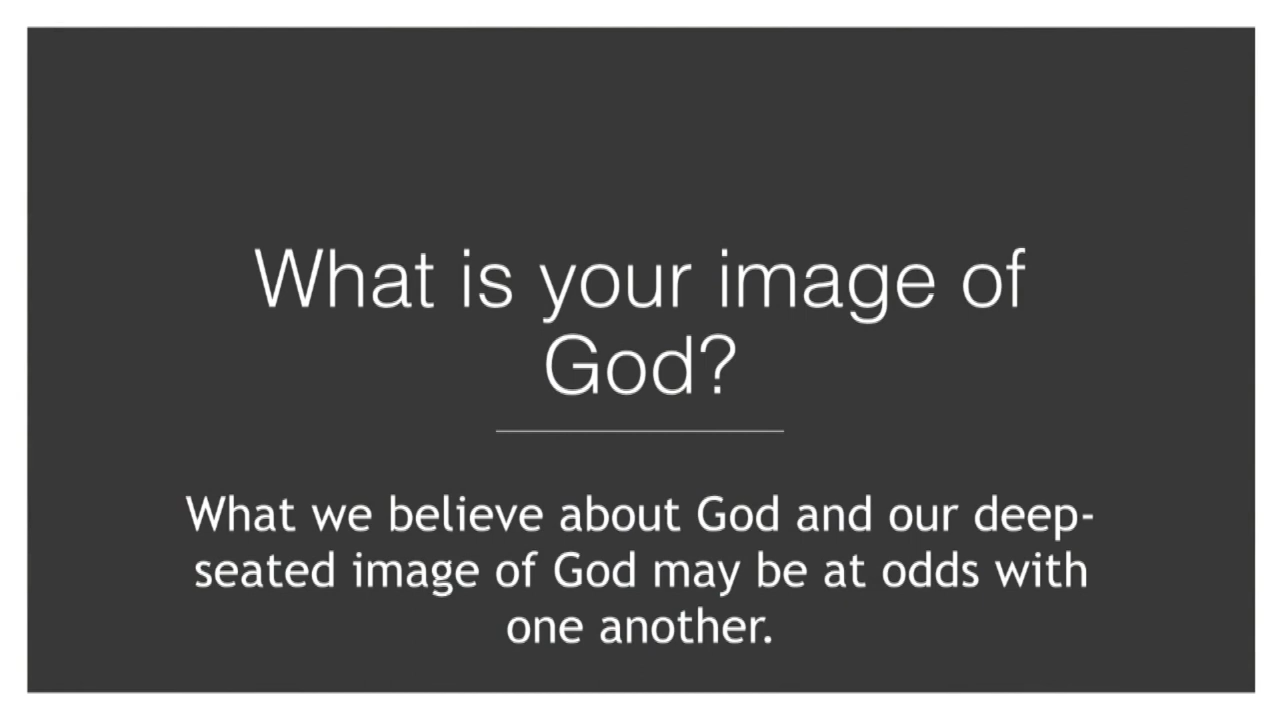 What is your image of
God?
What we believe about God and our deep-
seated image of God may be at odds with
one another.